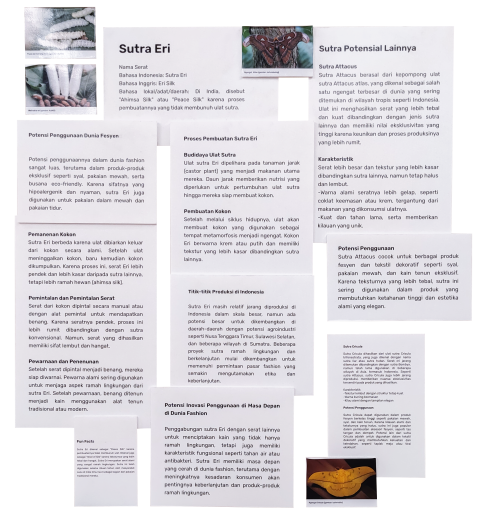 Sutra Eri
Nama Serat
Bahasa Indonesia: Sutra Eri
Bahasa Inggris: Eri Silk
Bahasa lokal/adat/daerah: Di India, disebut
"Ahimsa Silk" atau "Peace Silk" karena proses
pembuatannya yang tidak membunuh ulat sutra.
Sutra Potensial Lainnya
Sutra Attacus
Sutra Attacus berasal dari kepompong ulat
sutra Attacus atlas, yang dikenal sebagai salah
satu ngengat terbesar di dunia yang sering
ditemukan di wilayah tropis seperti Indonesia.
Ulat ini menghasilkan serat yang lebih tebal
dan kuat dibandingkan dengan jenis sutra
lainnya dan memiliki nilai eksklusivitas yang
tinggi karena keunikan dan proses produksinya
yang lebih rumit.
Karakteristik
Serat lebih besar dan tekstur yang lebih kasar
dibandingkan sutra lainnya, namun tetap halus
dan lembut.
-Warna alami seratnya lebih gelap, seperti
coklat keemasan atau krem, tergantung dari
makanan yang dikonsumsi ulatnya.
-Kuat dan tahan lama, serta memberikan
kilauan yang unik.
Potensi Penggunaan
Sutra Attacus cocok untuk berbagai produk
fesyen dan tekstil dekoratif seperti syal,
pakaian mewah, dan kain tenun eksklusif.
Karena teksturnya yang lebih tebal, sutra ini
sering digunakan dalam produk yang
membutuhkan ketahanan tinggi dan estetika
alami yang elegan.
Potensi Penggunaan Dunia Fesyen
Potensi penggunaannya dalam dunia fashion
sangat luas, terutama dalam produk-produk
eksklusif seperti syal, pakaian mewah, serta
busana eco-friendly. Karena sifatnya yang
hipoalergenik dan nyaman, sutra Eri juga
digunakan untuk pakaian dalam mewah dan
pakaian tidur.
Pemanenan Kokon
Sutra Eri berbeda karena ulat dibiarkan keluar
dari kokon secara alami. Setelah ulat
meninggalkan kokon, baru kemudian kokon
dikumpulkan. Karena proses ini, serat Eri lebih
pendek dan lebih kasar daripada sutra lainnya,
tetapi lebih ramah hewan (ahimsa silk).
Pemintalan dan Pemintalan Serat
Serat dari kokon dipintal secara manual atau
dengan alat pemintal untuk mendapatkan
benang. Karena seratnya pendek, proses ini
lebih rumit dibandingkan dengan sutra
konvensional. Namun, serat yang dihasilkan
memiliki sifat lembut dan hangat.
Pewarnaan dan Penenunan
Setelah serat dipintal menjadi benang, mereka
siap diwarnai. Pewarna alami sering digunakan
untuk menjaga aspek ramah lingkungan dari
sutra Eri. Setelah pewarnaan, benang ditenun
menjadi kain menggunakan alat tenun
tradisional atau modern.
Proses Pembuatan Sutra Eri
Budidaya Ulat Sutra
Ulat sutra Eri dipelihara pada tanaman jarak
(castor plant) yang menjadi makanan utama
mereka. Daun jarak memberikan nutrisi yang
diperlukan untuk pertumbuhan ulat sutra
hingga mereka siap membuat kokon.
Pembuatan Kokon
Setelah melalui siklus hidupnya, ulat akan
membuat kokon yang digunakan sebagai
tempat metamorfosis menjadi ngengat. Kokon
Eri berwarna krem atau putih dan memiliki
tekstur yang lebih kasar dibandingkan sutra
lainnya.
Titik-titik Produksi di Indonesia
Sutra Eri masih relatif jarang diproduksi di
Indonesia dalam skala besar, namun ada
potensi besar untuk dikembangkan di
daerah-daerah dengan potensi agroindustri
seperti Nusa Tenggara Timur, Sulawesi Selatan,
dan beberapa wilayah di Sumatra. Beberapa
proyek sutra ramah lingkungan dan
berkelanjutan mulai dikembangkan untuk
memenuhi permintaan pasar fashion yang
semakin mengutamakan etika dan
keberlanjutan.
Potensi Inovasi Penggunaan di Masa Depan
di Dunia Fashion
Penggabungan sutra Eri dengan serat lainnya
untuk menciptakan kain yang tidak hanya
ramah lingkungan, tetapi juga memiliki
karakteristik fungsional seperti tahan air atau
antibakteri. Sutra Eri memiliki masa depan
yang cerah di dunia fashion, terutama dengan
meningkatnya kesadaran konsumen akan
pentingnya keberlanjutan dan produk-produk
ramah lingkungan.
Fun Facts
Sutra Ericulo
Potensi Penggunaan